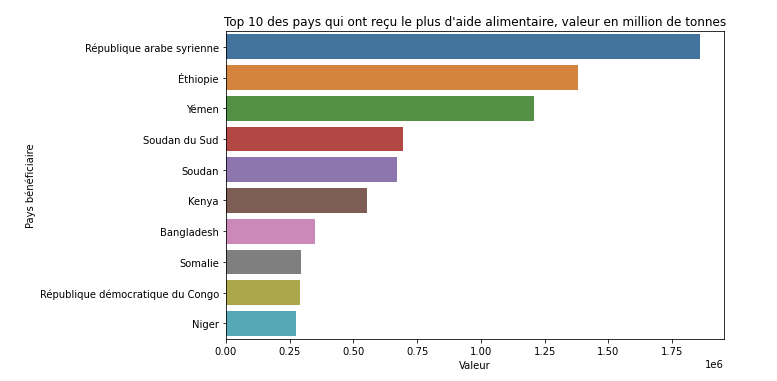 Top 10 des pays qui ont reçu le plus d'aide alimentaire, valeur en million de tonnes
Pays bénéficiaire
République arabe syrienne
Éthiopie
Yémen
Soudan du Sud
Soudan
Kenya
Bangladesh
Somalie
République démocratique du Congo
Niger
0.00 0.25 0.50 0.75 1.00 1.25 1.50 1.75
Valeur
1e6